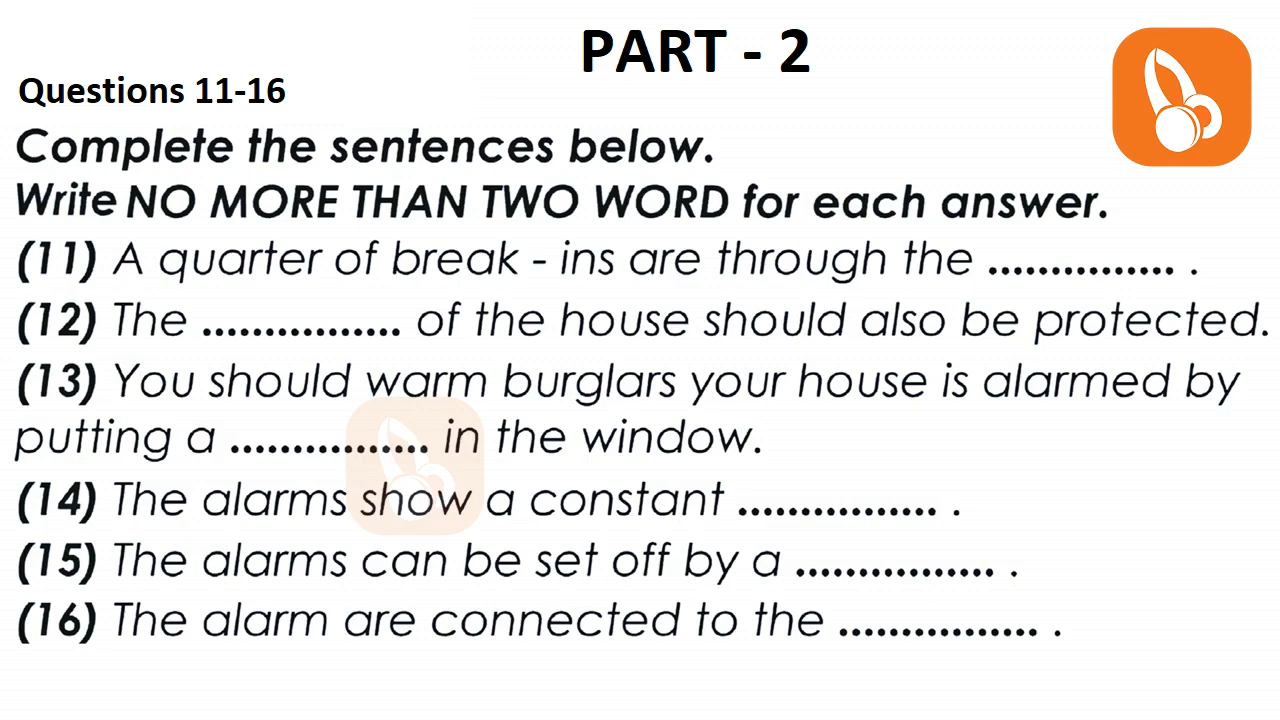 PART - 2
Questions 11-16
Complete the sentences below.
Write NO MORE THAN TWO WORD for each answer.
(11) A quarter of break - ins are through the ............... .
(12) The ................ of the house should also be protected.
(13) You should warm burglars your house is alarmed by
putting a ................ in the window.
(14) The alarms show a constant ................ .
(15) The alarms can be set off by a ................ .
(16) The alarm are connected to the ................ .